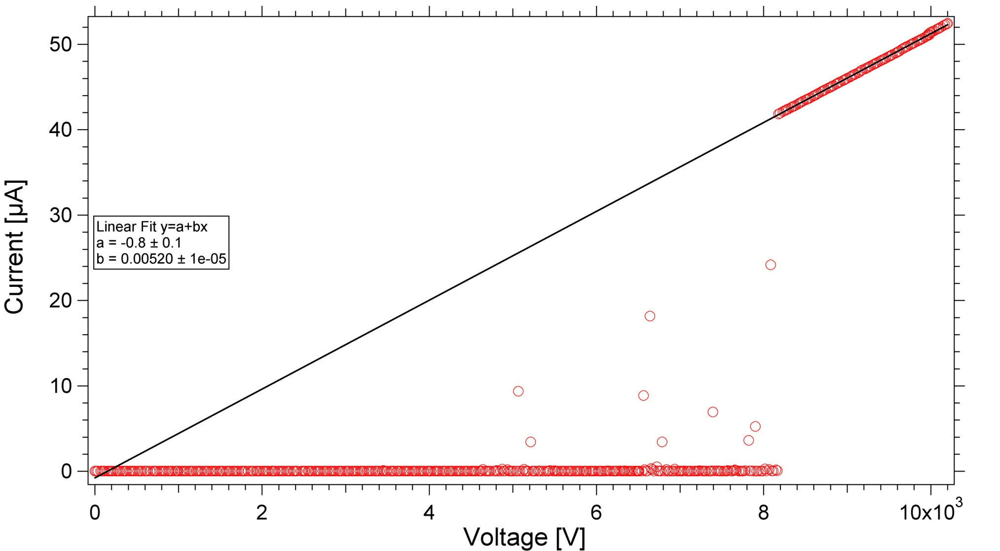 50
40
30
20
10
0
Current [µA]
Linear Fit y=a+bx
a = -0.8 ± 0.1
b = 0.00520 ± 1e-05
0 2 4 6 8 10x10³
Voltage [V]